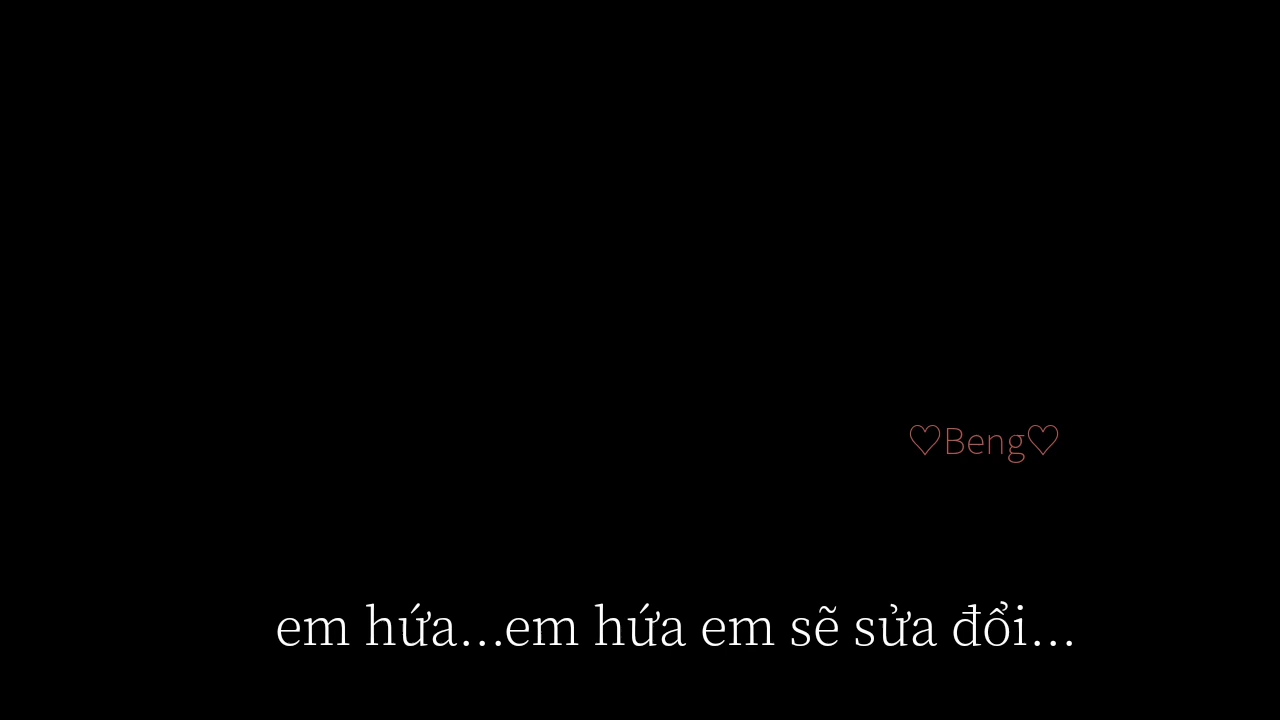 ♡Beng♡
em hứa...em hứa em sẽ sửa đổi...